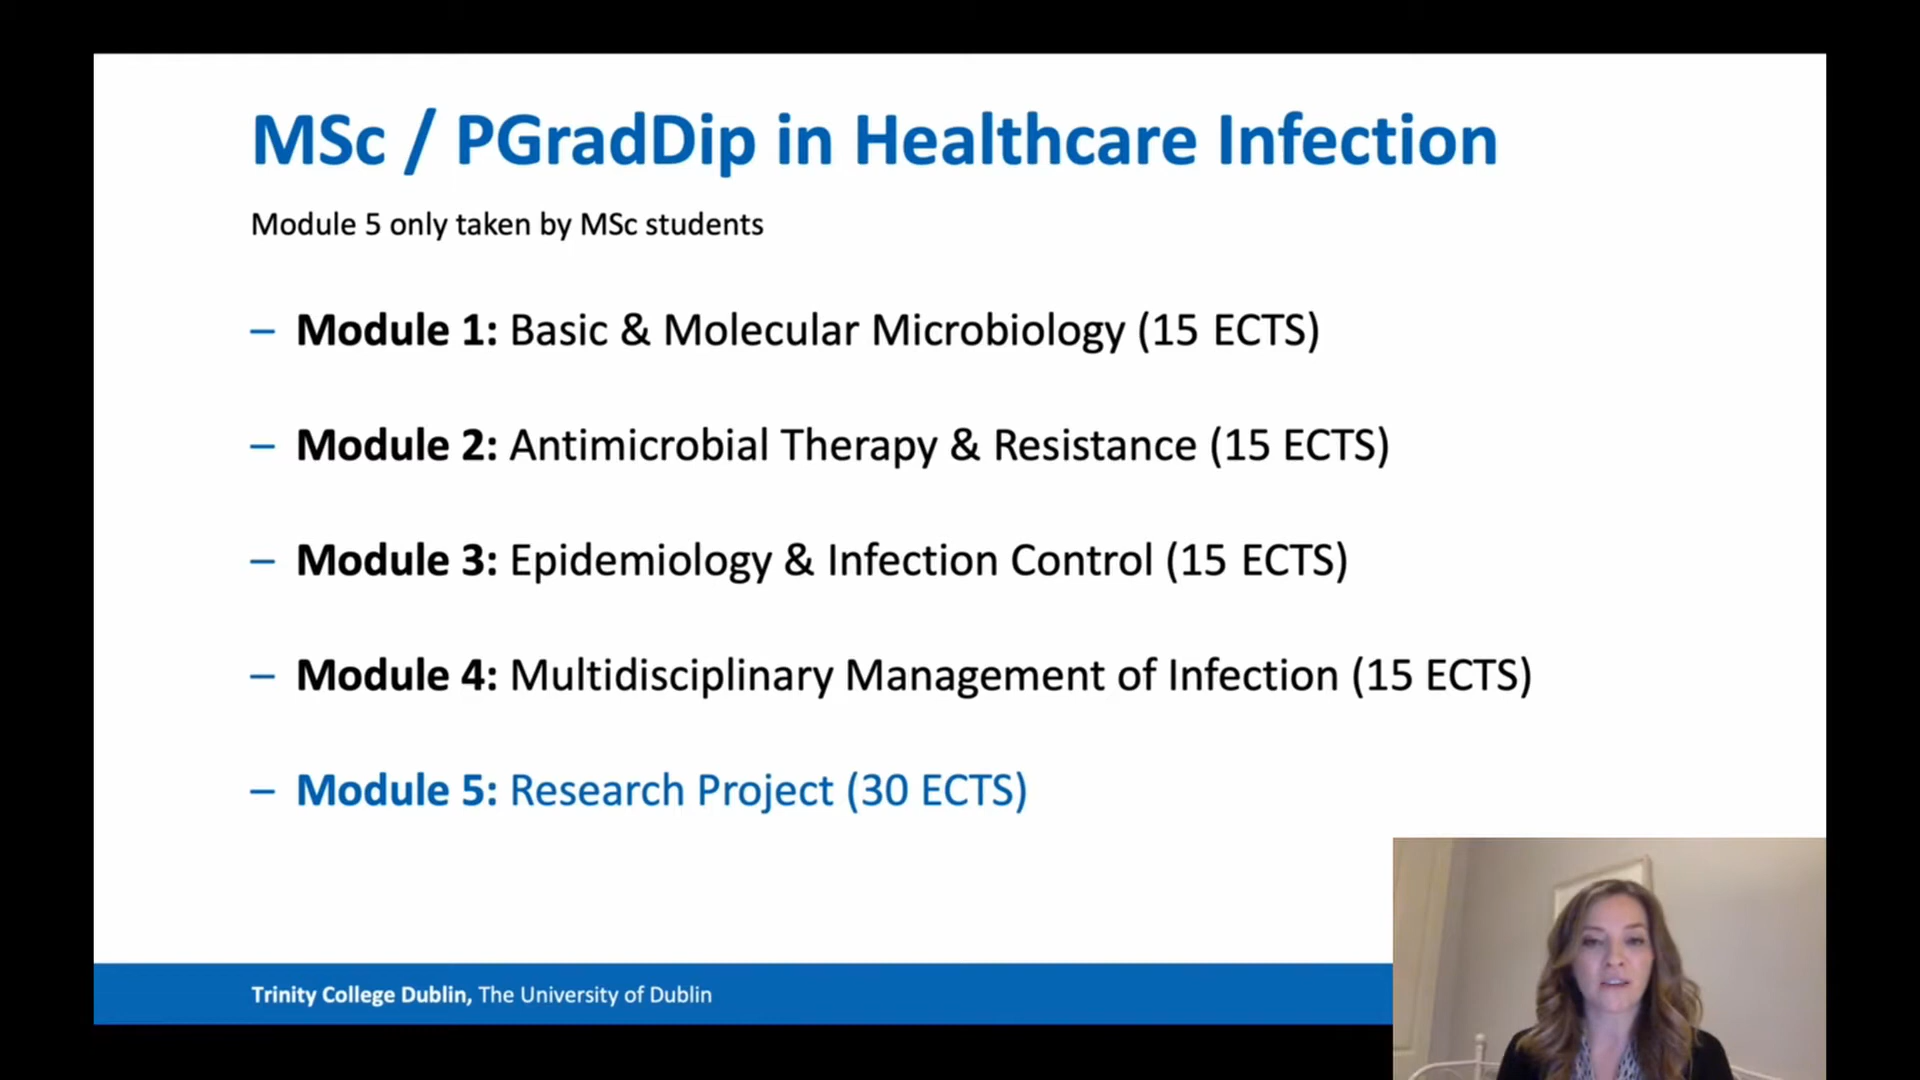 MSc / PGradDip in Healthcare Infection
Module 5 only taken by MSc students
– Module 1: Basic & Molecular Microbiology (15 ECTS)
– Module 2: Antimicrobial Therapy & Resistance (15 ECTS)
– Module 3: Epidemiology & Infection Control (15 ECTS)
– Module 4: Multidisciplinary Management of Infection (15 ECTS)
– Module 5: Research Project (30 ECTS)
Trinity College Dublin, The University of Dublin